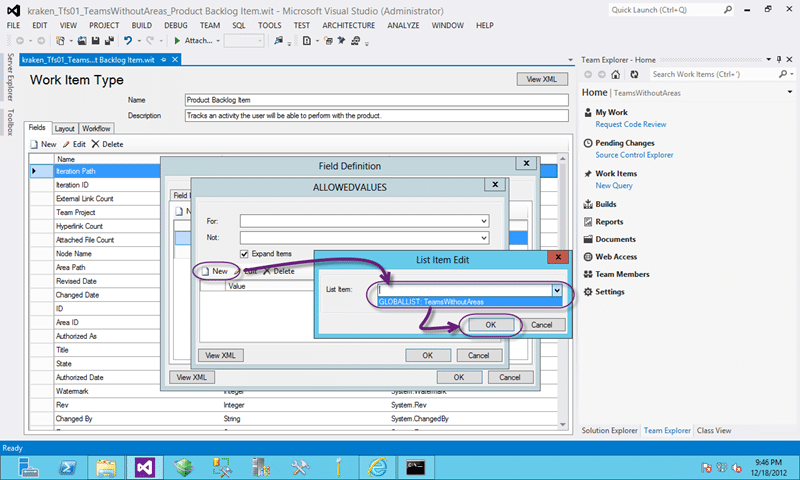 kraken_Tfs01_TeamsWithoutAreas_Product Backlog Item.wit - Microsoft Visual Studio (Administrator)
Quick Launch (Ctrl+Q)
FILE EDIT VIEW PROJECT BUILD DEBUG TEAM SQL TOOLS TEST ARCHITECTURE ANALYZE WINDOW HELP
Attach...
Server Explorer
Toolbox
kraken_Tfs01_Teams...t Backlog Item.wit
Work Item Type
View XML
Name
Product Backlog Item
Description
Tracks an activity the user will be able to perform with the product.
Fields Layout Workflow
New Edit Delete
Name
Iteration Path
Iteration ID
External Link Count
Team Project
Hyperlink Count
Attached File Count
Node Name
Area Path
Revised Date
Changed Date
ID
Area ID
Authorized As
Title
State
Authorized Date
Watermark Integer System.Watermark
Rev Integer System.Rev
Changed By String System.ChangedBy
Field Definition
View XML
OK
Cancel
ALLOWEDVALUES
For:
Not:
Expand Items
New Edit Delete
Value
View XML
OK
Cancel
List Item Edit
List Item:
GLOBALLIST: TeamsWithoutAreas
OK
Cancel
Team Explorer - Home
Search Work Items (Ctrl+')
Home | TeamsWithoutAreas
My Work
Request Code Review
Pending Changes
Source Control Explorer
Work Items
New Query
Builds
Reports
Documents
Web Access
Team Members
Settings
Solution Explorer Team Explorer Class View
Ready
9:46 PM
12/18/2012